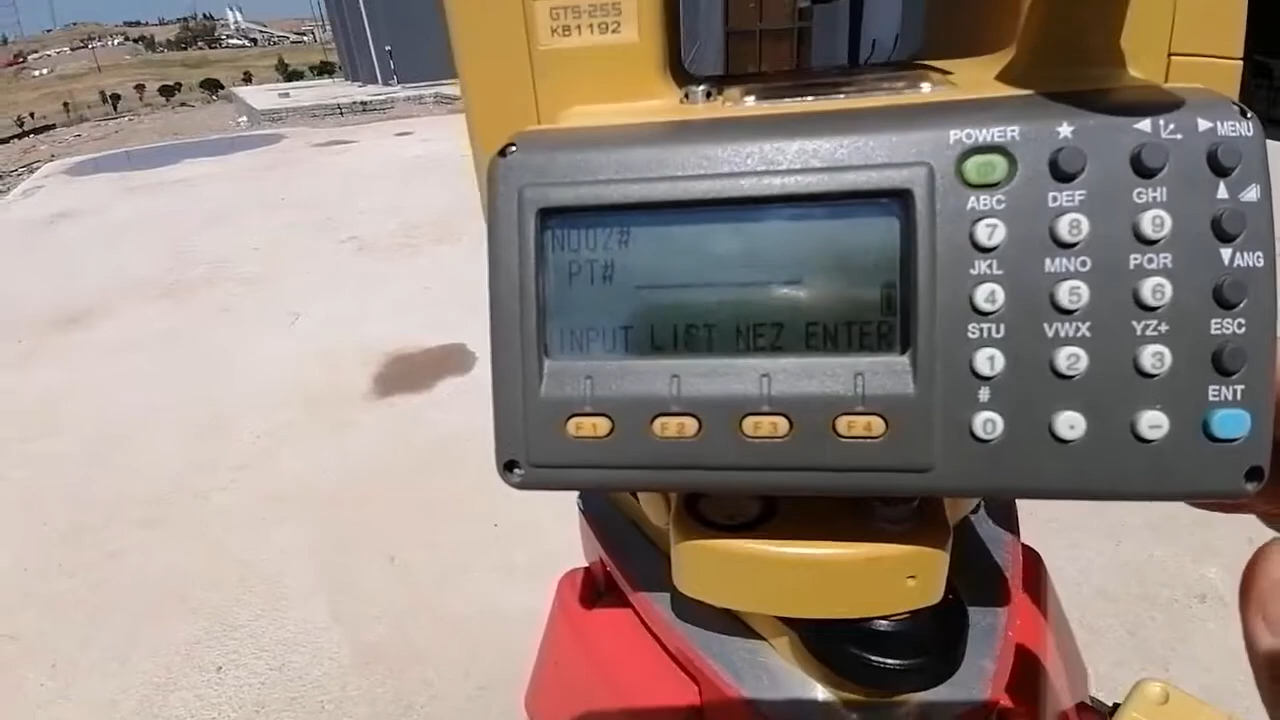 GTS-255
KB1192
POWER ★ ◀ ▶ MENU
ABC DEF GHI ▲
7 8 9
JKL MNO PQR ▼ANG
4 5 6
STU VWX YZ+ ESC
1 2 3
# ENT
0 . −
N002#
PT#
INPUT LIST NEZ ENTER
F1 F2 F3 F4